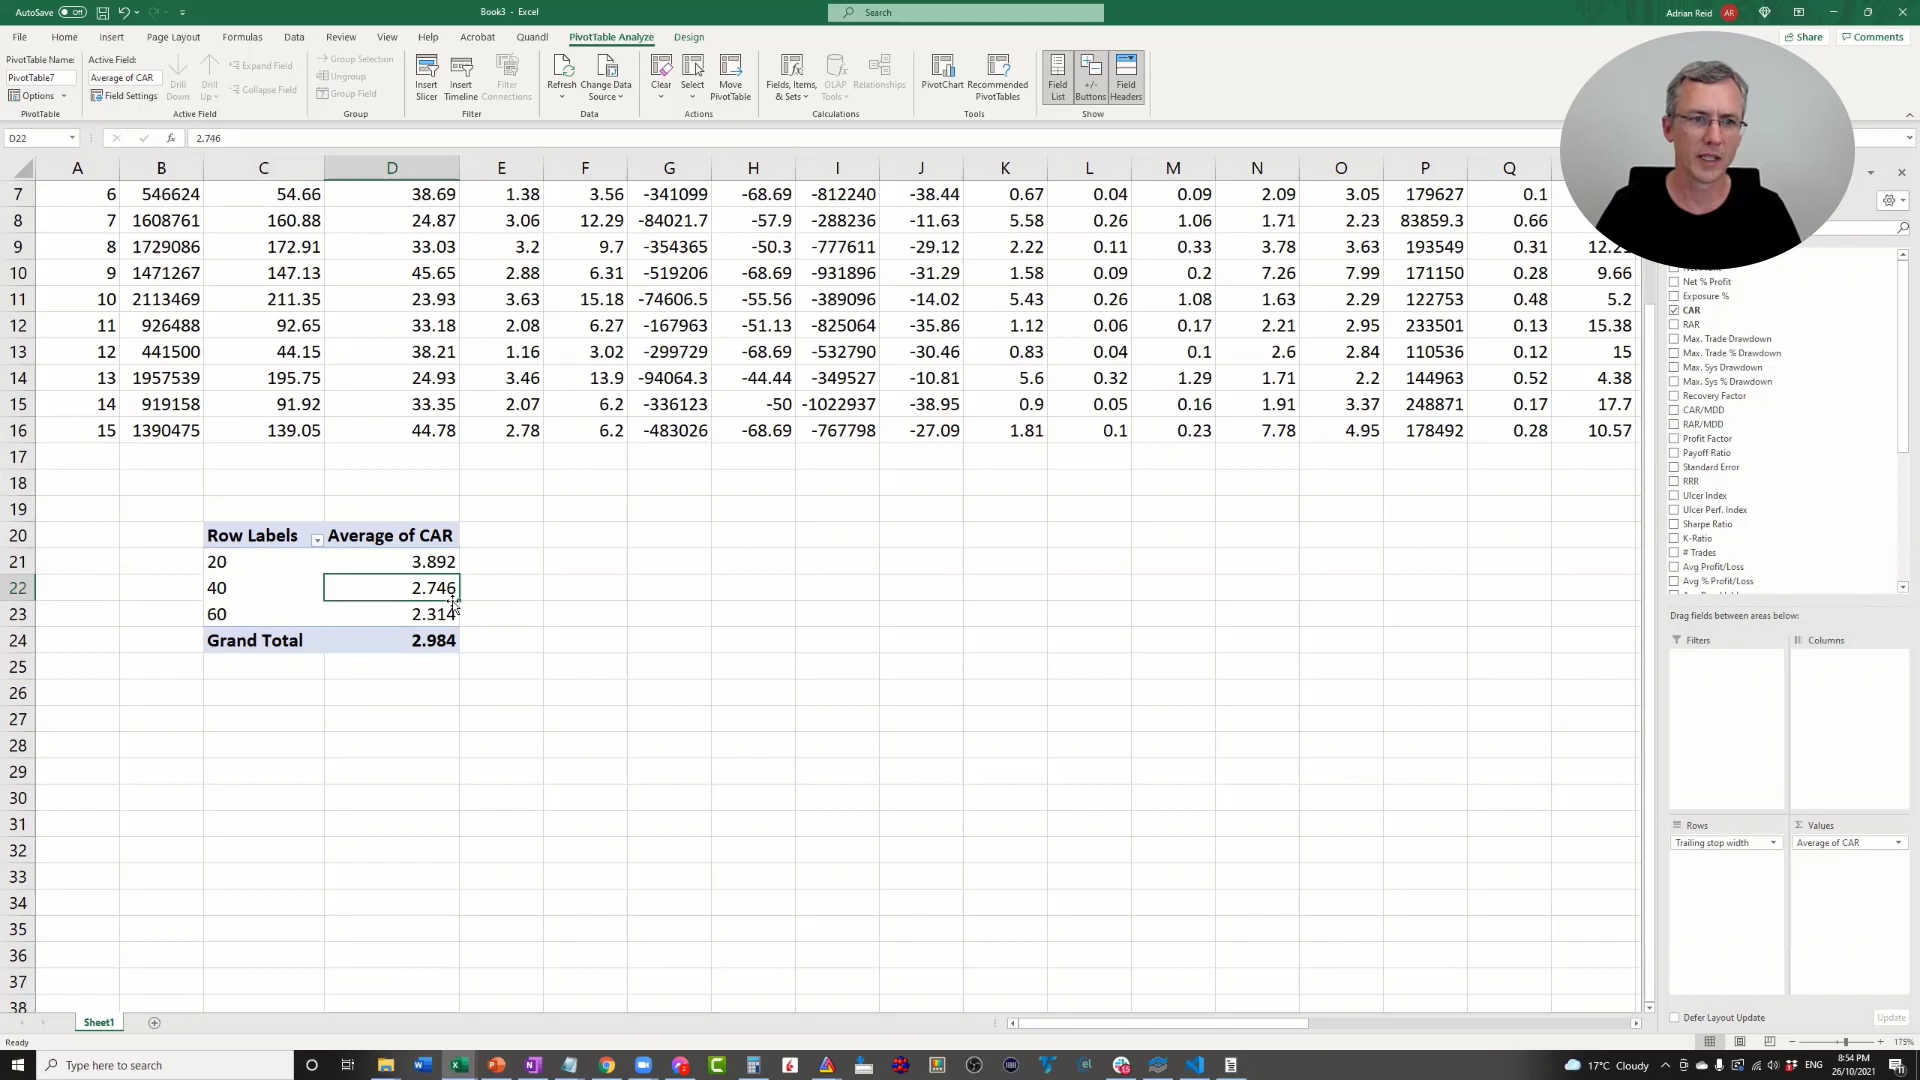 AutoSave Off Book3 - Excel Search Adrian Reid AR
File Home Insert Page Layout Formulas Data Review View Help Acrobat Quandl PivotTable Analyze Design Share Comments
PivotTable Name: Active Field:
PivotTable7 Average of CAR
Options Field Settings
Drill Down Drill Up
Expand Field
Collapse Field
Group Selection
Ungroup
Group Field
Insert Slicer Insert Timeline Filter Connections
Refresh Change Data Source
Clear Select Move PivotTable
Fields, Items, & Sets OLAP Tools Relationships
PivotChart Recommended PivotTables
Field List +/- Buttons Field Headers
PivotTable Active Field Group Filter Data Actions Calculations Tools Show
D22 fx 2.746
A B C D E F G H I J K L M N O P Q
7 6 546624 54.66 38.69 1.38 3.56 -341099 -68.69 -812240 -38.44 0.67 0.04 0.09 2.09 3.05 179627 0.1
8 7 1608761 160.88 24.87 3.06 12.29 -84021.7 -57.9 -288236 -11.63 5.58 0.26 1.06 1.71 2.23 83859.3 0.66
9 8 1729086 172.91 33.03 3.2 9.7 -354365 -50.3 -777611 -29.12 2.22 0.11 0.33 3.78 3.63 193549 0.31
10 9 1471267 147.13 45.65 2.88 6.31 -519206 -68.69 -931896 -31.29 1.58 0.09 0.2 7.26 7.99 171150 0.28 9.66
11 10 2113469 211.35 23.93 3.63 15.18 -74606.5 -55.56 -389096 -14.02 5.43 0.26 1.08 1.63 2.29 122753 0.48 5.2
12 11 926488 92.65 33.18 2.08 6.27 -167963 -51.13 -825064 -35.86 1.12 0.06 0.17 2.21 2.95 233501 0.13 15.38
13 12 441500 44.15 38.21 1.16 3.02 -299729 -68.69 -532790 -30.46 0.83 0.04 0.1 2.6 2.84 110536 0.12 15
14 13 1957539 195.75 24.93 3.46 13.9 -94064.3 -44.44 -349527 -10.81 5.6 0.32 1.29 1.71 2.2 144963 0.52 4.38
15 14 919158 91.92 33.35 2.07 6.2 -336123 -50 -1022937 -38.95 0.9 0.05 0.16 1.91 3.37 248871 0.17 17.7
16 15 1390475 139.05 44.78 2.78 6.2 -483026 -68.69 -767798 -27.09 1.81 0.1 0.23 7.78 4.95 178492 0.28 10.57
17
18
19
20 Row Labels Average of CAR
21 20 3.892
22 40 2.746
23 60 2.314
24 Grand Total 2.984
25
26
27
28
29
30
31
32
33
34
35
36
37
38
Net % Profit
Exposure %
CAR
RAR
Max. Trade Drawdown
Max. Trade % Drawdown
Max. Sys Drawdown
Max. Sys % Drawdown
Recovery Factor
CAR/MDD
RAR/MDD
Profit Factor
Payoff Ratio
Standard Error
RRR
Ulcer Index
Ulcer Perf. Index
Sharpe Ratio
K-Ratio
# Trades
Avg Profit/Loss
Avg % Profit/Loss
Drag fields between areas below:
Filters Columns
Rows Σ Values
Trailing stop width Average of CAR
Defer Layout Update Update
Sheet1
Ready 175%
Type here to search 17°C Cloudy ENG 8:54 PM
26/10/2021